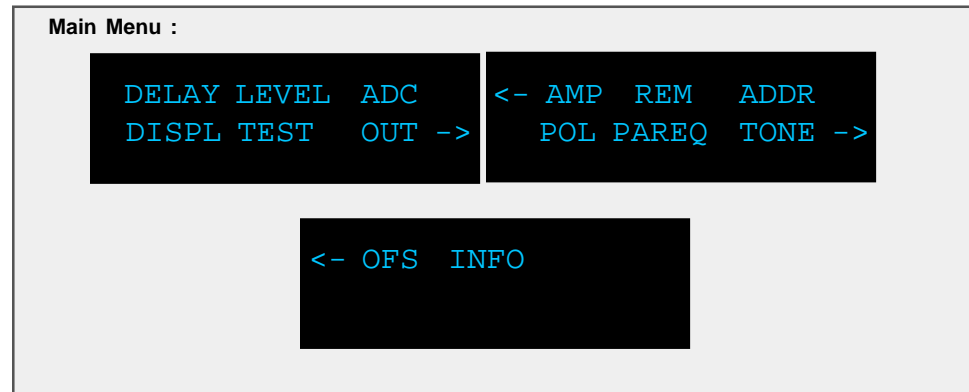 Main Menu :
DELAY LEVEL ADC
DISPL TEST OUT ->
<- AMP REM ADDR
POL PAREQ TONE ->
<- OFS INFO